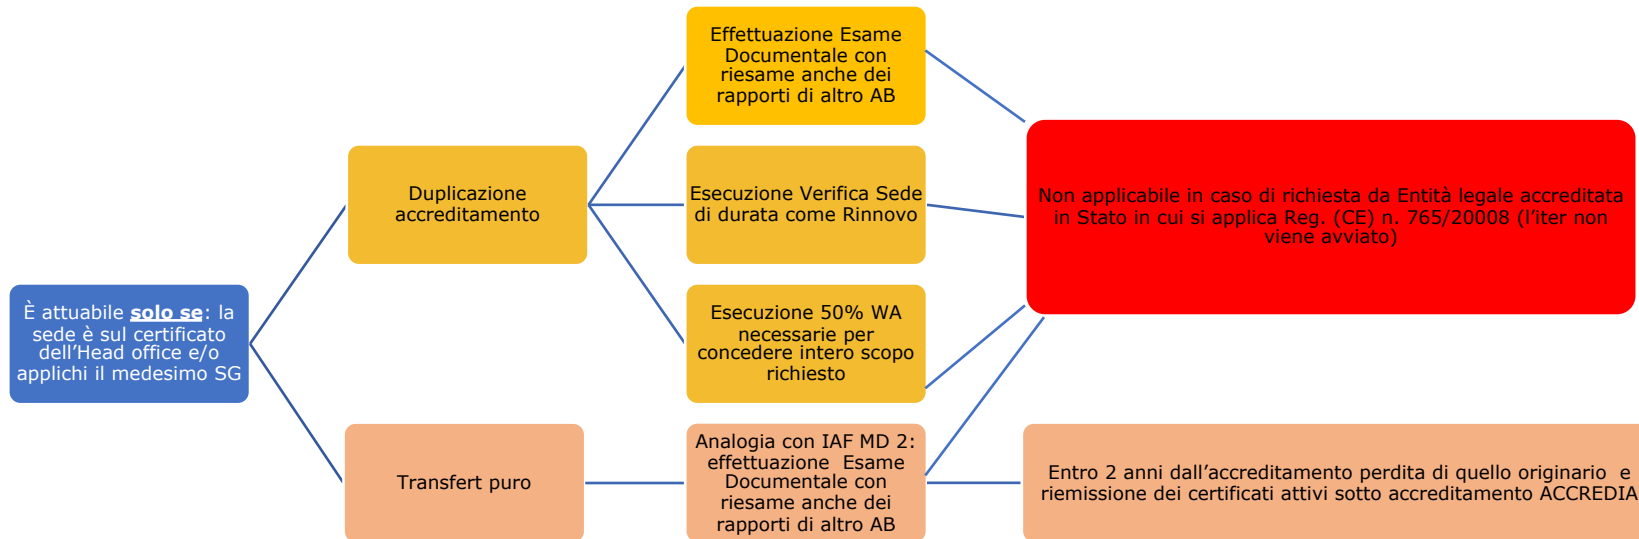 È attuabile solo se: la
sede è sul certificato
dell'Head office e/o
applichi il medesimo SG
Duplicazione
accreditamento
Effettuazione Esame
Documentale con
riesame anche dei
rapporti di altro AB
Esecuzione Verifica Sede
di durata come Rinnovo
Esecuzione 50% WA
necessarie per
concedere intero scopo
richiesto
Non applicabile in caso di richiesta da Entità legale accreditata
in Stato in cui si applica Reg. (CE) n. 765/20008 (l'iter non
viene avviato)
Transfert puro
Analogia con IAF MD 2:
effettuazione  Esame
Documentale con
riesame anche dei
rapporti di altro AB
Entro 2 anni dall'accreditamento perdita di quello originario  e
riemissione dei certificati attivi sotto accreditamento ACCREDIA